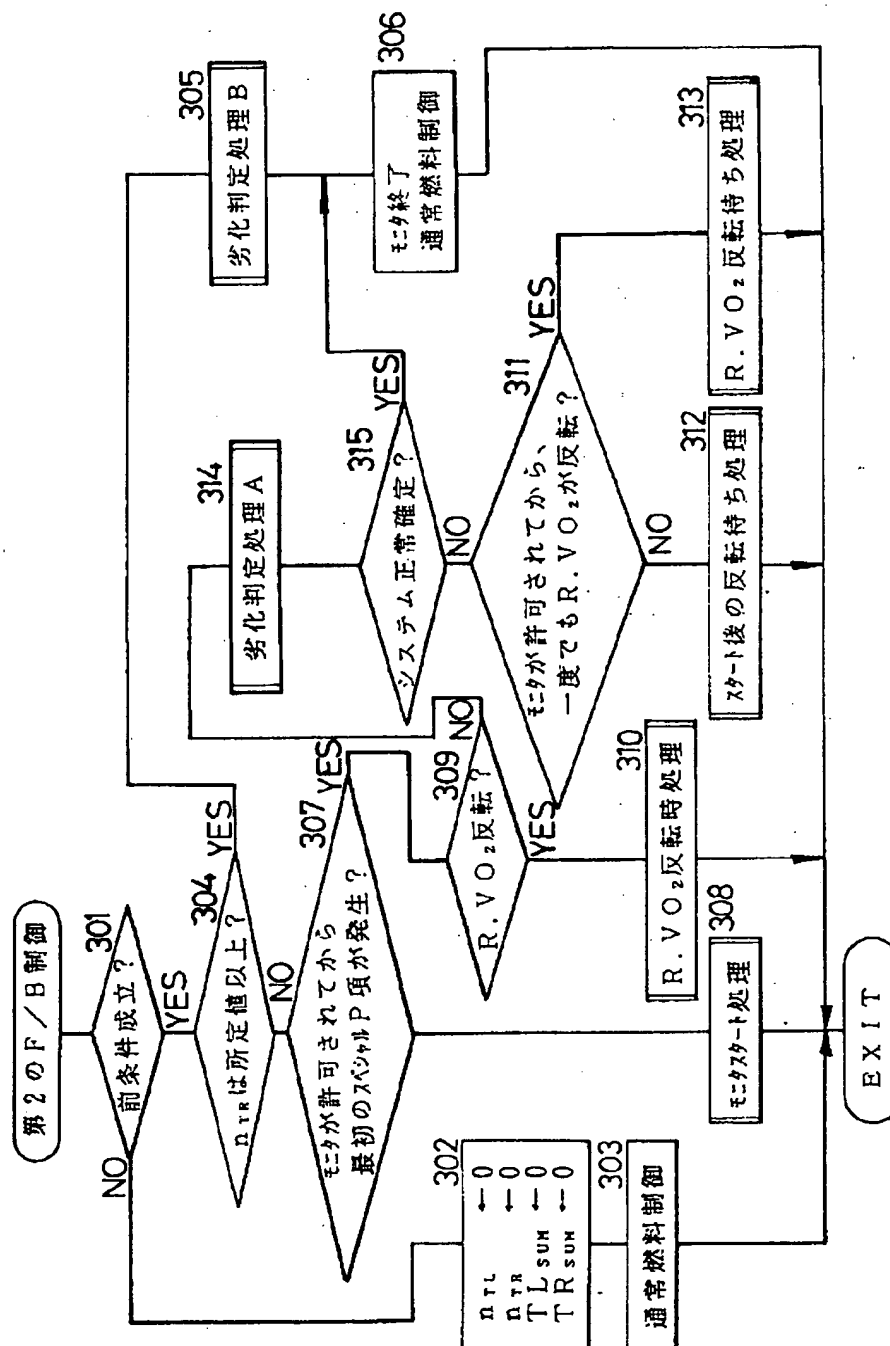 第2のF/B制御
301
前条件成立?
NO
YES
302
nTL ←0
nTR ←0
TLSUM ←0
TRSUM ←0
303
通常燃料制御
304
nTRは所定値以上?
YES
NO
305
劣化判定処理B
306
モニタ終了
通常燃料制御
307
モニタが許可されてから
最初のスペシャルP項が発生?
YES
308
モニタスタート処理
309
R.VO₂反転?
NO
YES
310
R.VO₂反転時処理
314
劣化判定処理A
315
システム正常確定?
YES
NO
311
モニタが許可されてから、
一度でもR.VO₂が反転?
YES
NO
312
スタート後の反転待ち処理
313
R.VO₂反転待ち処理
EXIT